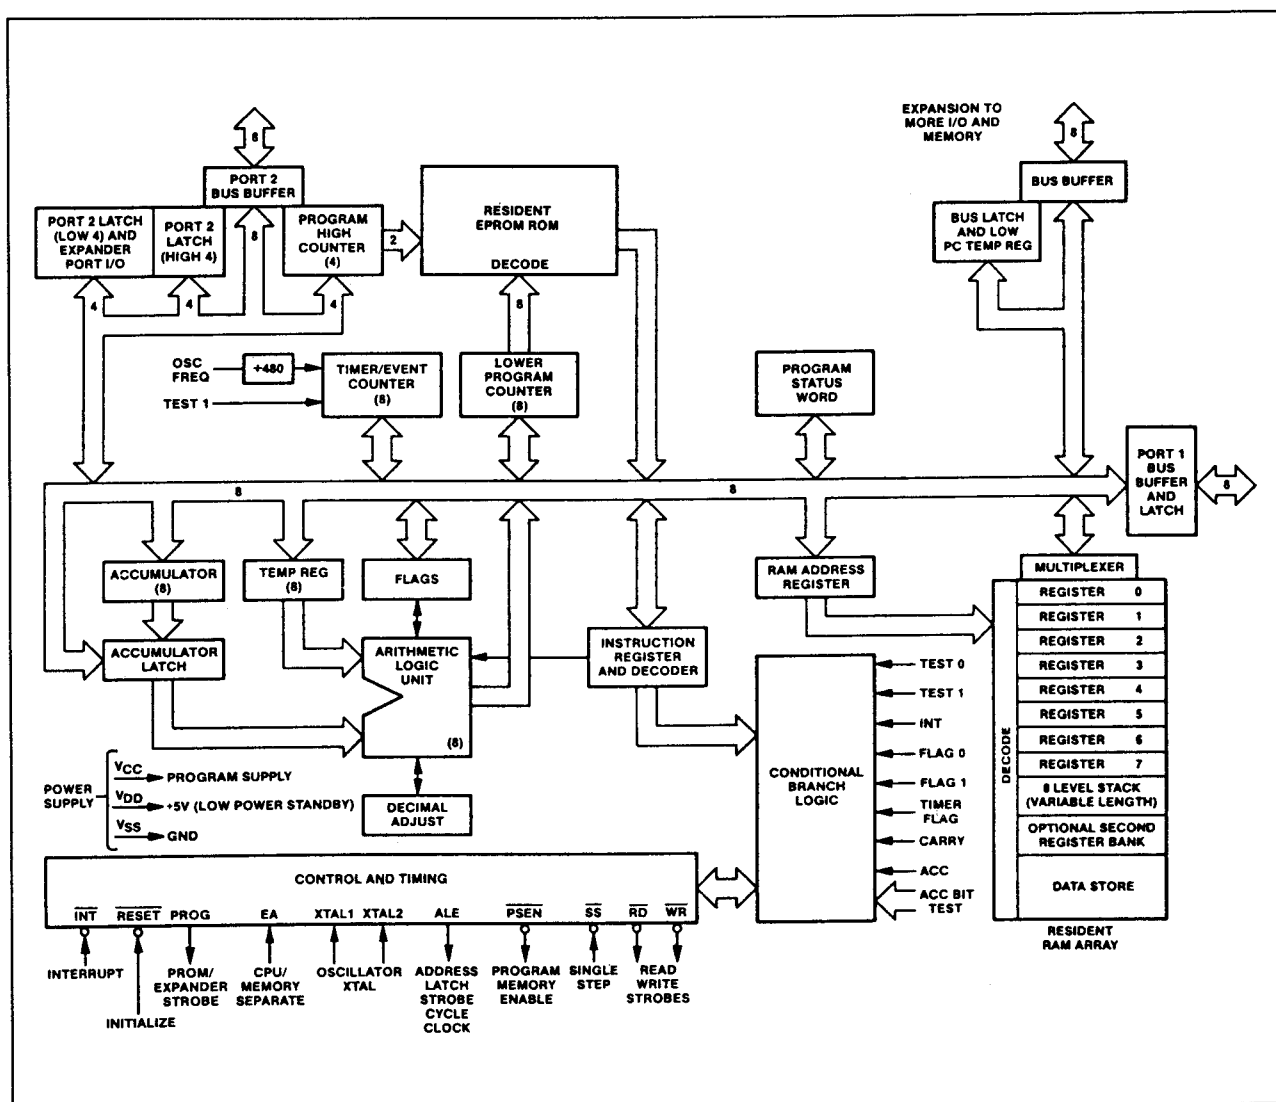 EXPANSION TO
MORE I/O AND
MEMORY
8
8
PORT 2
BUS BUFFER
BUS BUFFER
PORT 2 LATCH
(LOW 4) AND
EXPANDER
PORT I/O
PORT 2
LATCH
(HIGH 4)
8
PROGRAM
HIGH
COUNTER
(4)
2
RESIDENT
EPROM ROM
DECODE
BUS LATCH
AND LOW
PC TEMP REG
4
4
4
8
OSC
FREQ
÷480
TEST 1
TIMER/EVENT
COUNTER
(8)
LOWER
PROGRAM
COUNTER
(8)
PROGRAM
STATUS
WORD
PORT 1
BUS
BUFFER
AND
LATCH
8
8
8
ACCUMULATOR
(8)
TEMP REG
(8)
FLAGS
RAM ADDRESS
REGISTER
MULTIPLEXER
ACCUMULATOR
LATCH
ARITHMETIC
LOGIC
UNIT
(8)
INSTRUCTION
REGISTER
AND DECODER
DECIMAL
ADJUST
CONDITIONAL
BRANCH
LOGIC
TEST 0
TEST 1
INT
FLAG 0
FLAG 1
TIMER
FLAG
CARRY
ACC
ACC BIT
TEST
DECODE
REGISTER 0
REGISTER 1
REGISTER 2
REGISTER 3
REGISTER 4
REGISTER 5
REGISTER 6
REGISTER 7
8 LEVEL STACK
(VARIABLE LENGTH)
OPTIONAL SECOND
REGISTER BANK
DATA STORE
RESIDENT
RAM ARRAY
POWER
SUPPLY
VCC PROGRAM SUPPLY
VDD +5V (LOW POWER STANDBY)
VSS GND
CONTROL AND TIMING
INT RESET PROG EA XTAL1 XTAL2 ALE PSEN SS RD WR
INTERRUPT
INITIALIZE
PROM/
EXPANDER
STROBE
CPU/
MEMORY
SEPARATE
OSCILLATOR
XTAL
ADDRESS
LATCH
STROBE
CYCLE
CLOCK
PROGRAM
MEMORY
ENABLE
SINGLE
STEP
READ
WRITE
STROBES